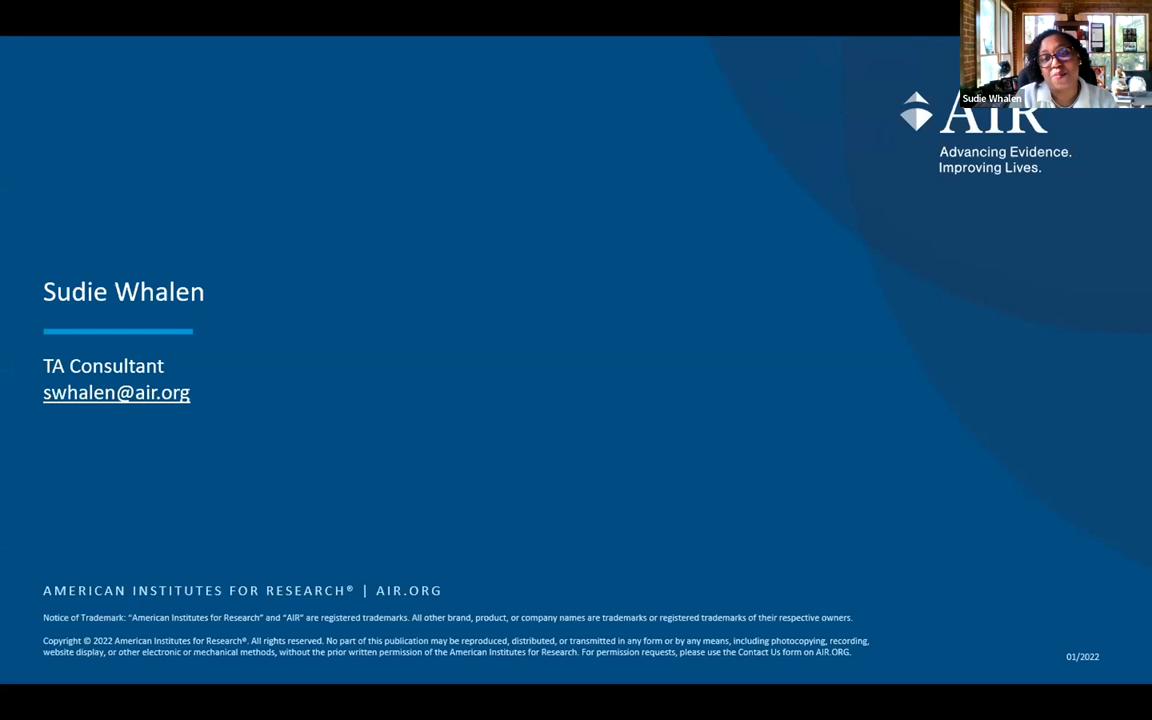 Sudie Whalen
AIR
Advancing Evidence.
Improving Lives.
Sudie Whalen
TA Consultant
swhalen@air.org
AMERICAN INSTITUTES FOR RESEARCH® | AIR.ORG
Notice of Trademark: “American Institutes for Research” and “AIR” are registered trademarks. All other brand, product, or company names are trademarks or registered trademarks of their respective owners.
Copyright © 2022 American Institutes for Research®. All rights reserved. No part of this publication may be reproduced, distributed, or transmitted in any form or by any means, including photocopying, recording,
website display, or other electronic or mechanical methods, without the prior written permission of the American Institutes for Research. For permission requests, please use the Contact Us form on AIR.ORG.
01/2022